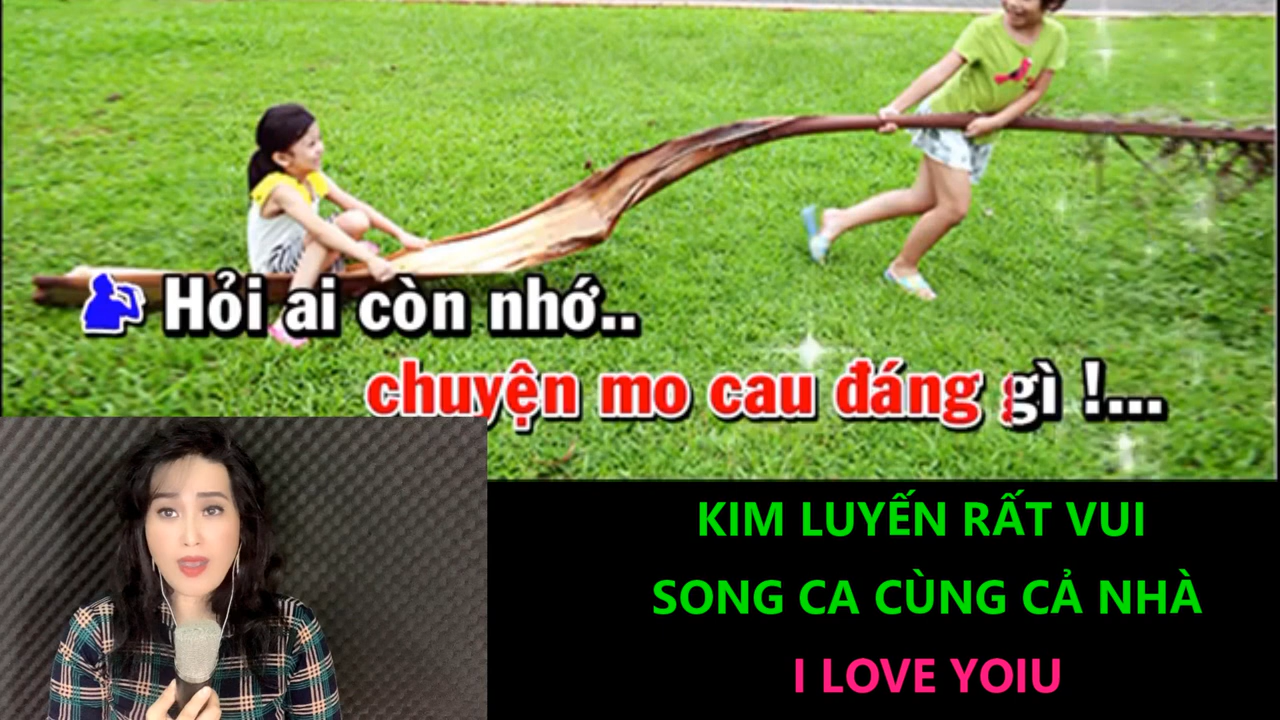 Hỏi ai còn nhớ..
chuyện mo cau đáng gì !...
KIM LUYẾN RẤT VUI
SONG CA CÙNG CẢ NHÀ
I LOVE YOIU